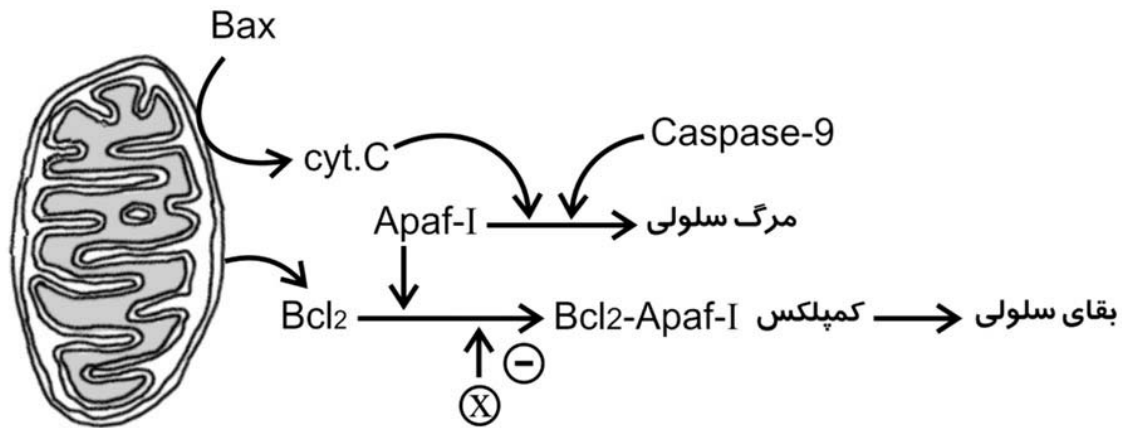 Bax
cyt.C
Caspase-9
Apaf-I
مرگ سلولی
Bcl2
Bcl2-Apaf-I کمپلکس
بقای سلولی
−
X